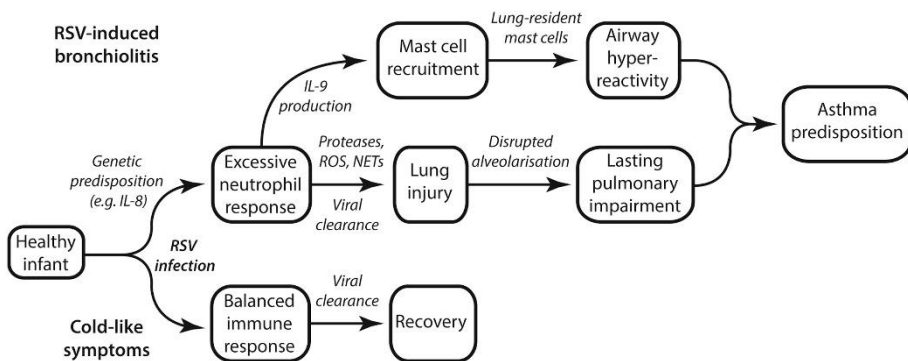 RSV-induced
bronchiolitis
Mast cell
recruitment
Lung-resident
mast cells
Airway
hyper-
reactivity
Asthma
predisposition
IL-9
production
Genetic
predisposition
(e.g. IL-8)
Excessive
neutrophil
response
Proteases,
ROS, NETs
Viral
clearance
Lung
injury
Disrupted
alveolarisation
Lasting
pulmonary
impairment
Healthy
infant
RSV
infection
Cold-like
symptoms
Balanced
immune
response
Viral
clearance
Recovery